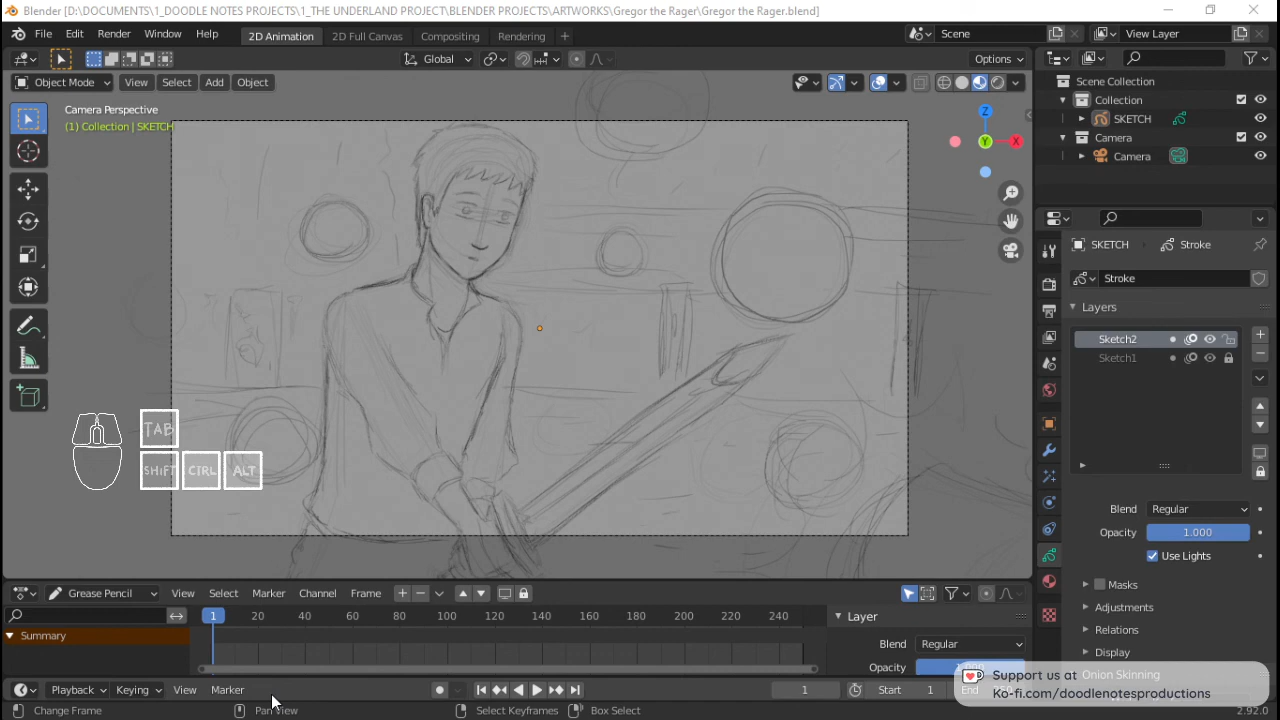 Blender [D:\DOCUMENTS\1_DOODLE NOTES PROJECTS\1_THE UNDERLAND PROJECT\BLENDER PROJECTS\ARTWORKS\Gregor the Rager\Gregor the Rager.blend]
File Edit Render Window Help 2D Animation 2D Full Canvas Compositing Rendering Scene View Layer
Global Options
Object Mode View Select Add Object
Camera Perspective
(1) Collection | SKETCH
Z
Y
X
Scene Collection
Collection
SKETCH
Camera
Camera
SKETCH Stroke
Stroke
Layers
Sketch2
Sketch1
TAB
SHiFT CTRL ALT
Blend Regular
Opacity 1.000
Use Lights
Masks
Adjustments
Relations
Display
Onion Skinning
Grease Pencil View Select Marker Channel Frame
1 20 40 60 80 100 120 140 160 180 200 220 240
Summary
Layer
Blend Regular
Opacity 1.000
Playback Keying View Marker 1 Start 1 End
Support us at
Ko-fi.com/doodlenotesproductions
Change Frame Pan View Select Keyframes Box Select 2.92.0